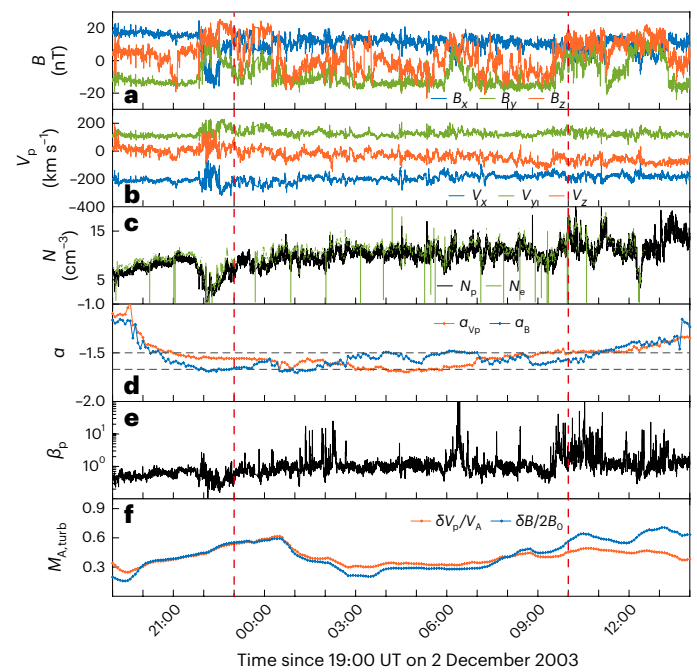 B
(nT)
20
0
−20
a
Bx By Bz
Vp
(km s−1)
200
0
−200
−400
b
Vx Vy Vz
N
(cm−3)
15
5
c
Np Ne
α
−1.0
−1.5
−2.0
αVp αB
d
βp
10¹
10⁰
e
MA,turb
0.9
0.6
0.3
f
δVp/VA δB/2B0
21:00 00:00 03:00 06:00 09:00 12:00
Time since 19:00 UT on 2 December 2003